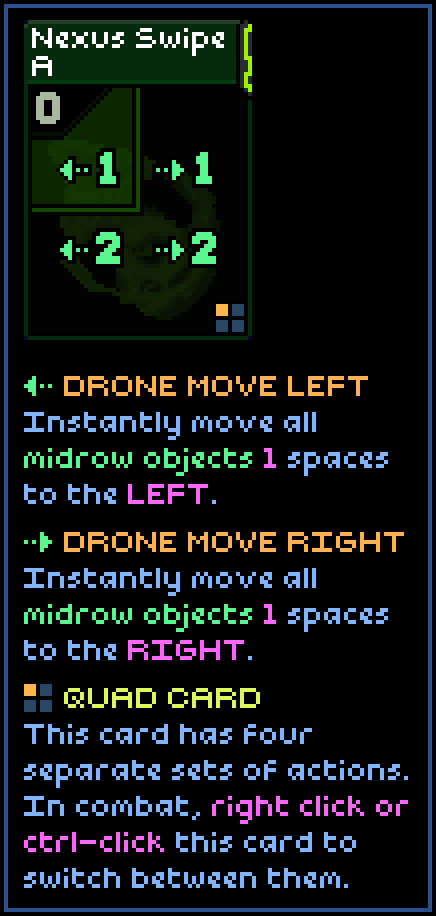 Nexus Swipe
A
0
1 1
2 2
DRONE MOVE LEFT
Instantly move all
midrow objects 1 spaces
to the LEFT.
DRONE MOVE RIGHT
Instantly move all
midrow objects 1 spaces
to the RIGHT.
QUAD CARD
This card has four
separate sets of actions.
In combat, right click or
ctrl-click this card to
switch between them.